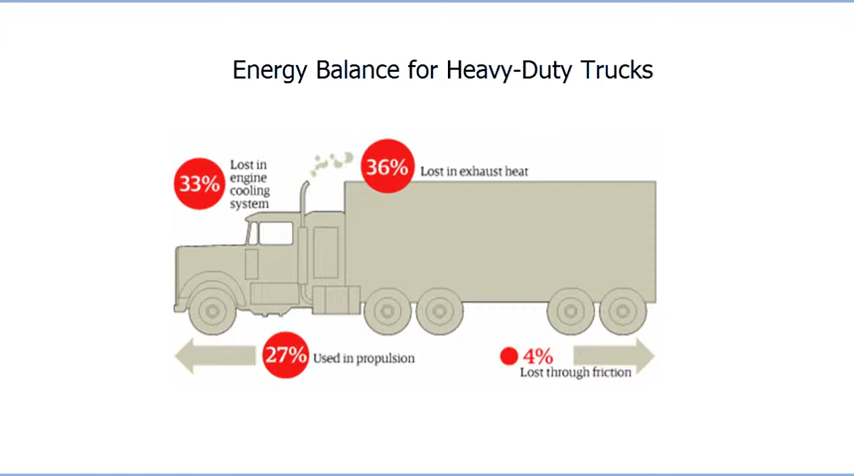 Energy Balance for Heavy-Duty Trucks
33%
Lost in
engine
cooling
system
36%
Lost in exhaust heat
27%
Used in propulsion
4%
Lost through friction